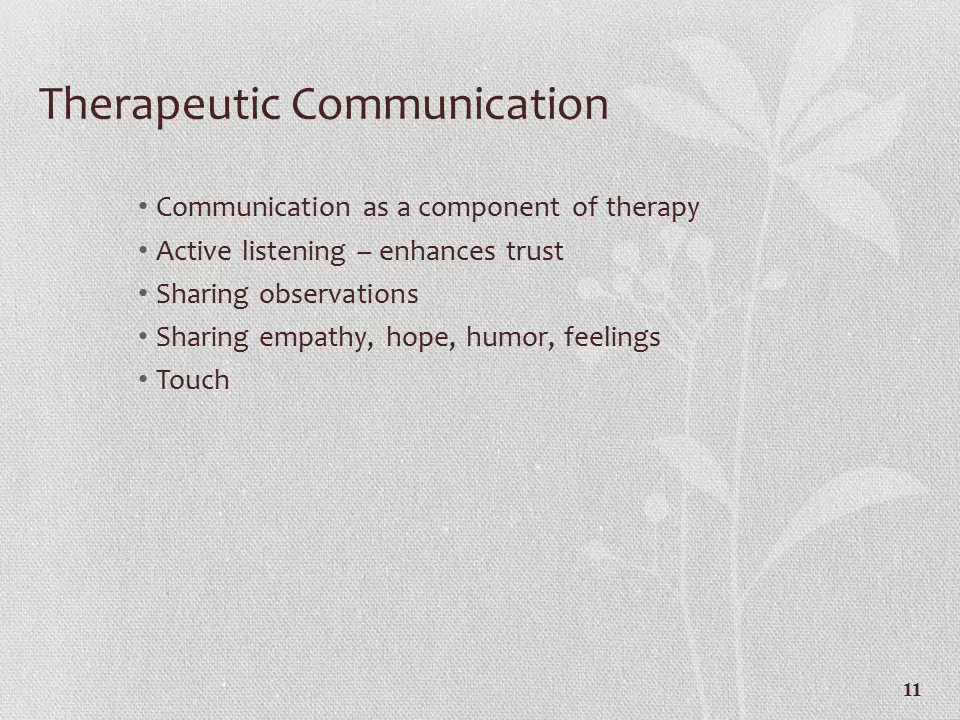 Therapeutic Communication
• Communication as a component of therapy
• Active listening – enhances trust
• Sharing observations
• Sharing empathy, hope, humor, feelings
• Touch
11